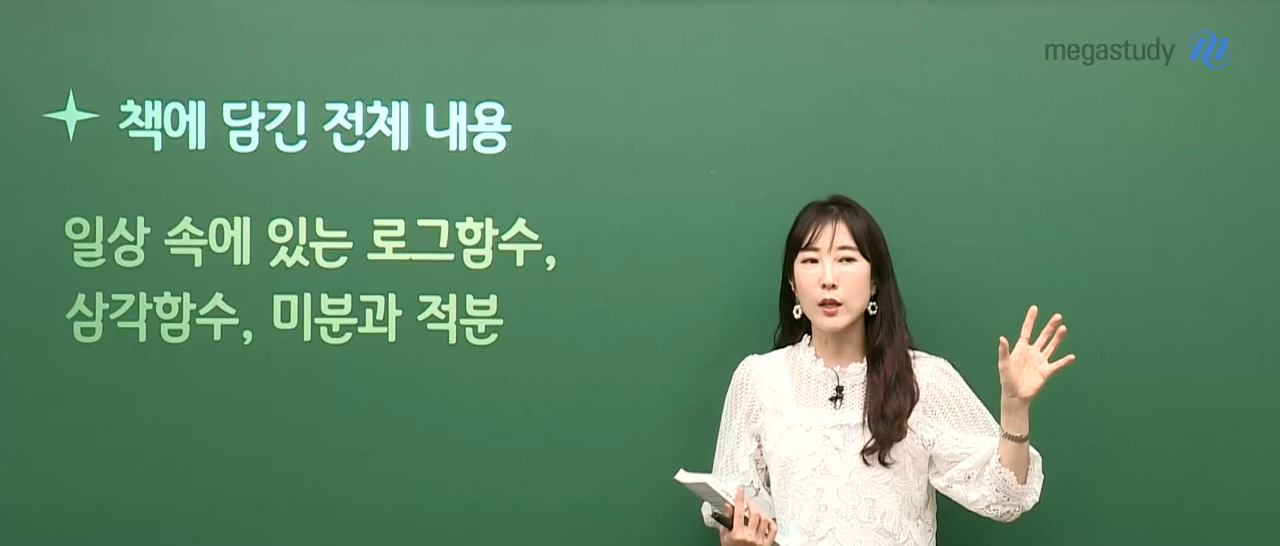 megastudy
책에 담긴 전체 내용
일상 속에 있는 로그함수,
삼각함수, 미분과 적분